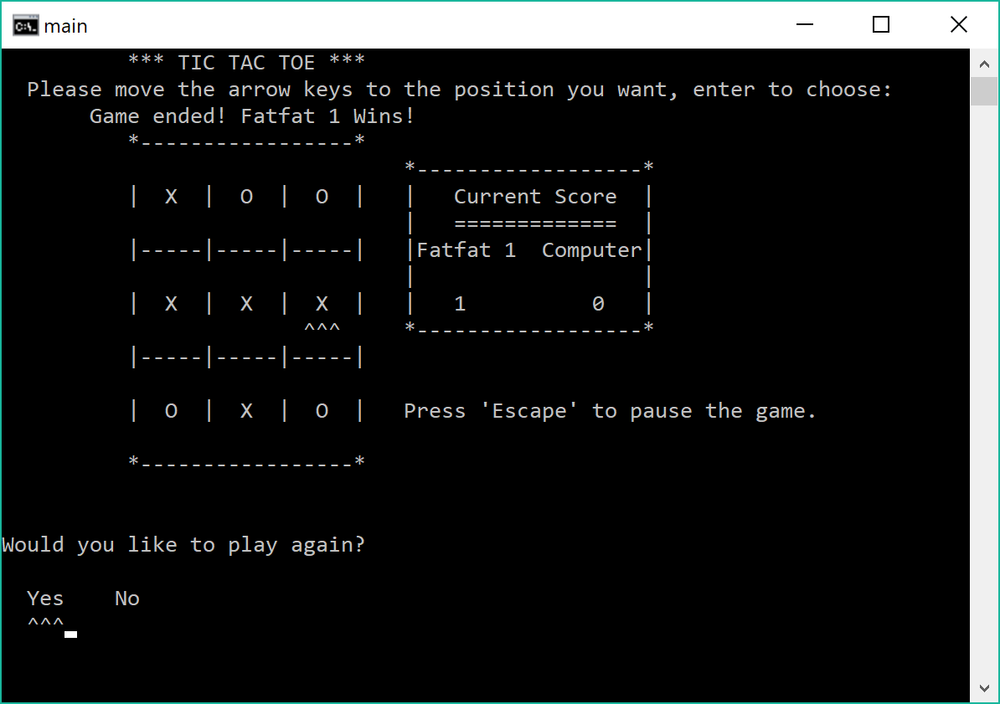 main
*** TIC TAC TOE ***
Please move the arrow keys to the position you want, enter to choose:
Game ended! Fatfat 1 Wins!
*-----------------*
*------------------*
|  X  |  O  |  O  |   |   Current Score  |
|   =============  |
|-----|-----|-----|   |Fatfat 1  Computer|
|                  |
|  X  |  X  |  X  |   |   1          0   |
^^^     *------------------*
|-----|-----|-----|
|  O  |  X  |  O  |   Press 'Escape' to pause the game.
*-----------------*
Would you like to play again?
Yes    No
^^^